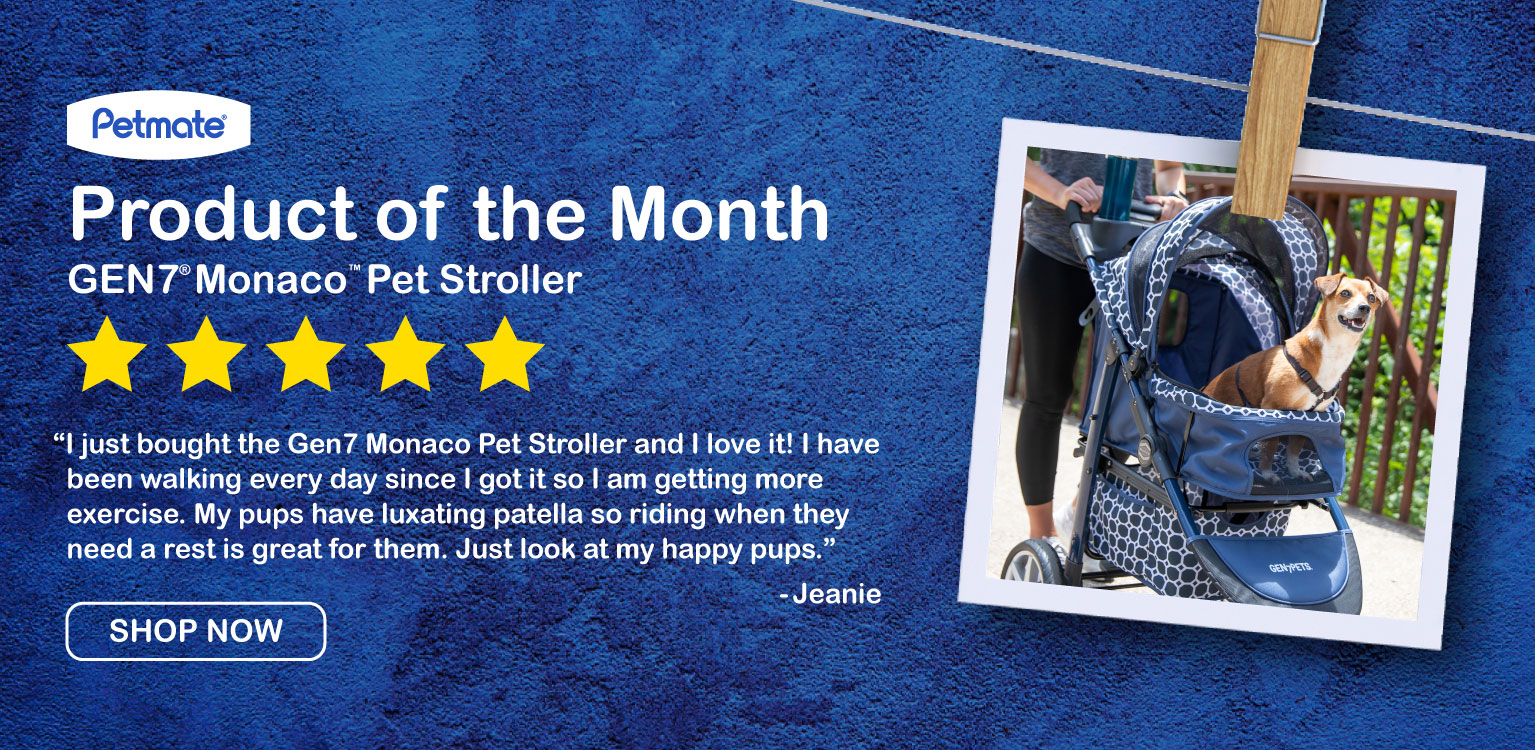 Petmate®
Product of the Month
GEN7® Monaco™ Pet Stroller
“I just bought the Gen7 Monaco Pet Stroller and I love it! I have
been walking every day since I got it so I am getting more
exercise. My pups have luxating patella so riding when they
need a rest is great for them. Just look at my happy pups.”
- Jeanie
SHOP NOW
GEN7PETS.